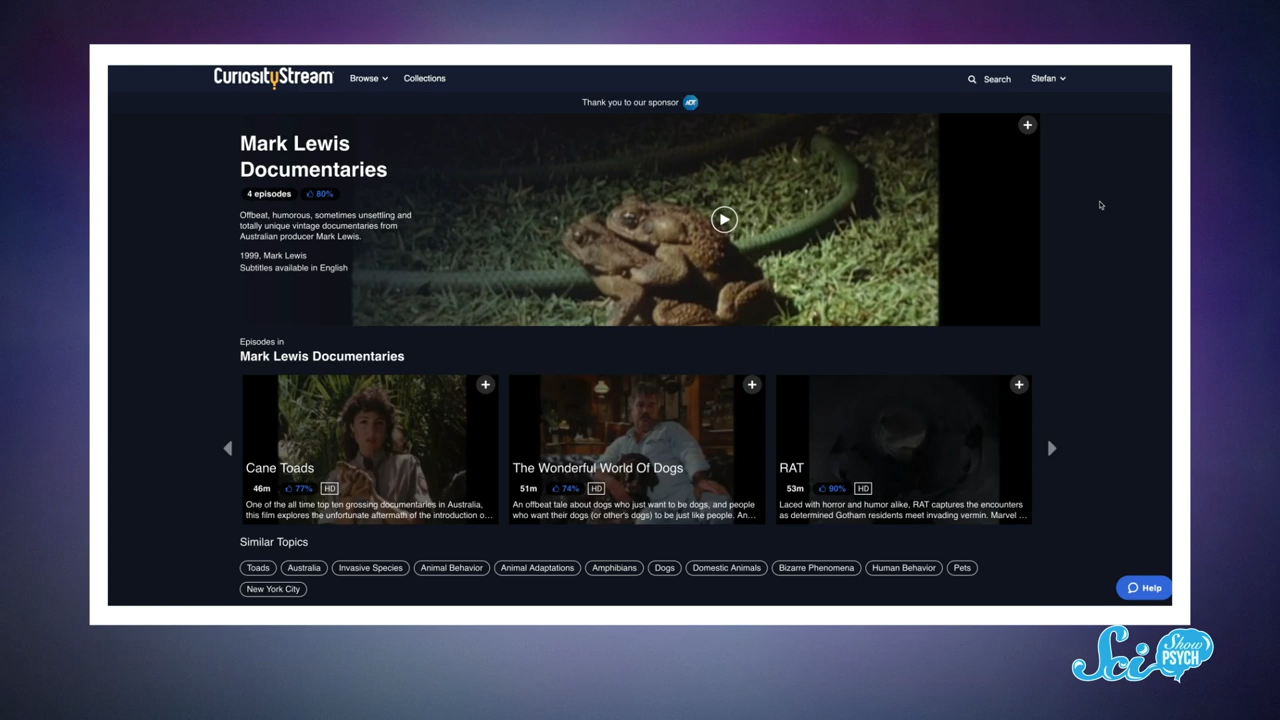 CuriosityStream
Browse
Collections
Search
Stefan
Thank you to our sponsor ADT
Mark Lewis
Documentaries
4 episodes
80%
Offbeat, humorous, sometimes unsettling and
totally unique vintage documentaries from
Australian producer Mark Lewis.
1999, Mark Lewis
Subtitles available in English
Episodes in
Mark Lewis Documentaries
Cane Toads
46m 77% HD
One of the all time top ten grossing documentaries in Australia,
this film explores the unfortunate aftermath of the introduction o...
The Wonderful World Of Dogs
51m 74% HD
An offbeat tale about dogs who just want to be dogs, and people
who want their dogs (or other's dogs) to be just like people. An...
RAT
53m 90% HD
Laced with horror and humor alike, RAT captures the encounters
as determined Gotham residents meet invading vermin. Marvel ...
Similar Topics
Toads Australia Invasive Species Animal Behavior Animal Adaptations Amphibians Dogs Domestic Animals Bizarre Phenomena Human Behavior Pets
New York City
Help
Sci Show
PSYCH